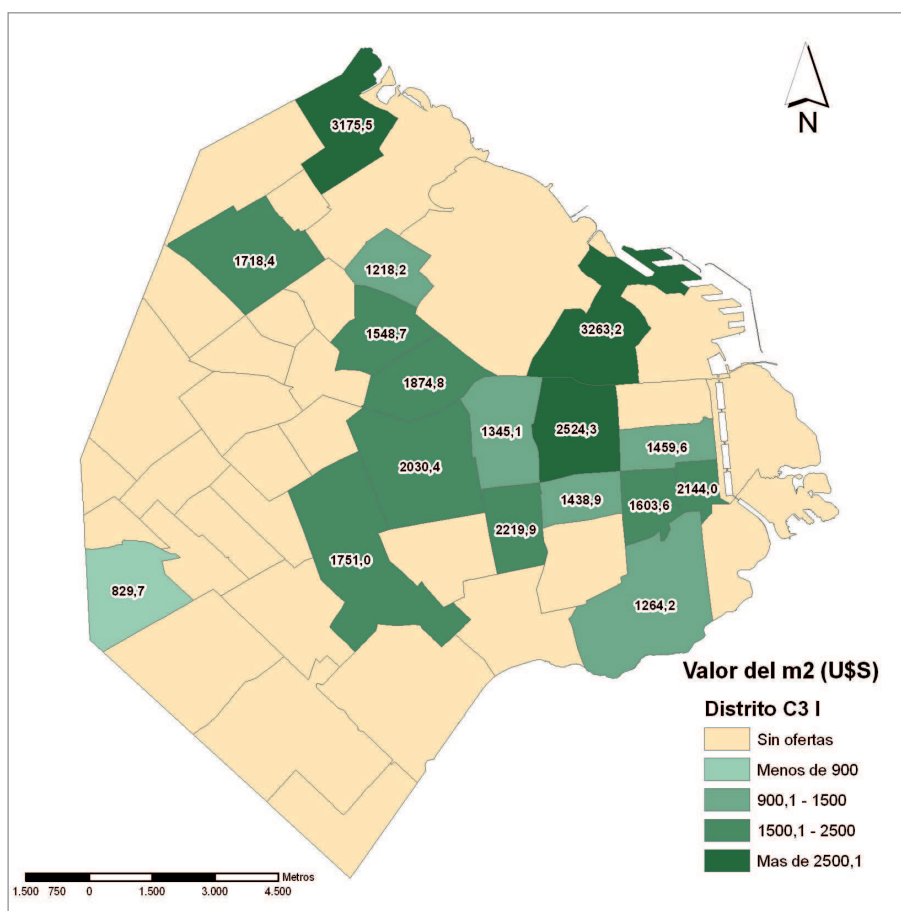 N
3175,5
1718,4
1218,2
1548,7
3263,2
1874,8
1345,1
2524,3
1459,6
2030,4
2144,0
1438,9
1603,6
2219,9
1751,0
829,7
1264,2
Valor del m2 (U$S)
Distrito C3 I
Sin ofertas
Menos de 900
900,1 - 1500
1500,1 - 2500
Mas de 2500,1
Metros
1.500 750 0 1.500 3.000 4.500